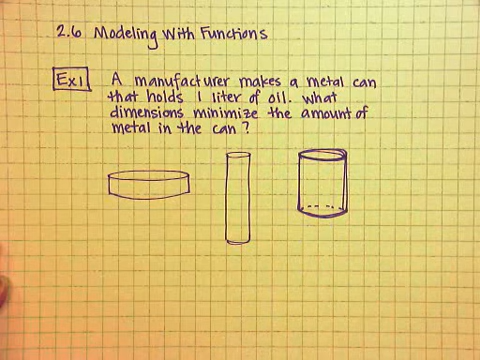 2.6 Modeling With Functions
Ex1 A manufacturer makes a metal can
that holds 1 liter of oil. What
dimensions minimize the amount of
metal in the can?